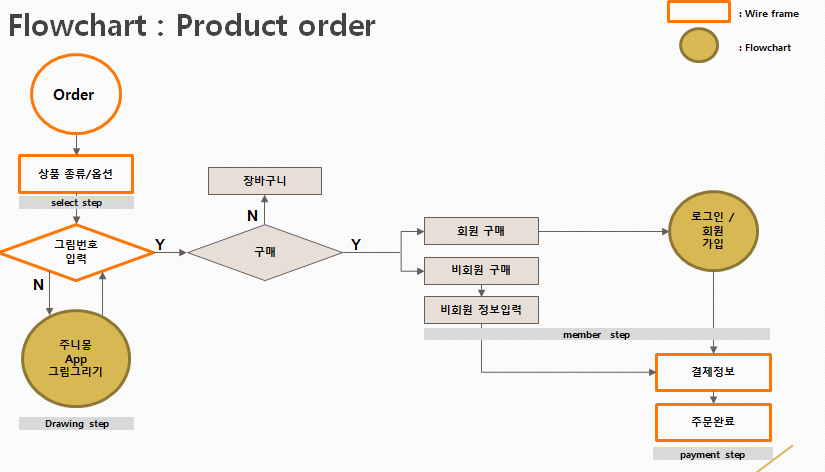 Flowchart : Product order
: Wire frame
: Flowchart
Order
상품 종류/옵션
select step
그림번호
입력
Y
N
주니몽
App
그림그리기
Drawing step
장바구니
N
구매
Y
회원 구매
비회원 구매
비회원 정보입력
로그인 /
회원
가입
member step
결제정보
주문완료
payment step